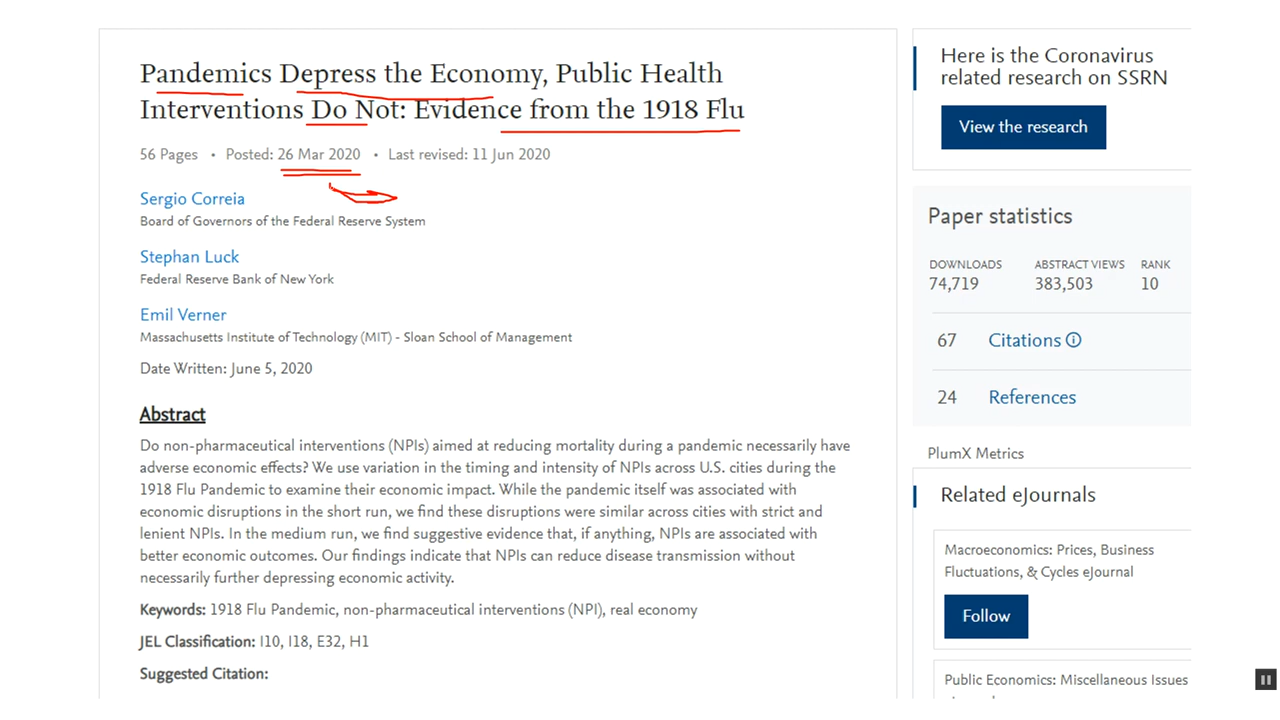 Pandemics Depress the Economy, Public Health
Interventions Do Not: Evidence from the 1918 Flu
56 Pages • Posted: 26 Mar 2020 • Last revised: 11 Jun 2020
Sergio Correia
Board of Governors of the Federal Reserve System
Stephan Luck
Federal Reserve Bank of New York
Emil Verner
Massachusetts Institute of Technology (MIT) - Sloan School of Management
Date Written: June 5, 2020
Abstract
Do non-pharmaceutical interventions (NPIs) aimed at reducing mortality during a pandemic necessarily have
adverse economic effects? We use variation in the timing and intensity of NPIs across U.S. cities during the
1918 Flu Pandemic to examine their economic impact. While the pandemic itself was associated with
economic disruptions in the short run, we find these disruptions were similar across cities with strict and
lenient NPIs. In the medium run, we find suggestive evidence that, if anything, NPIs are associated with
better economic outcomes. Our findings indicate that NPIs can reduce disease transmission without
necessarily further depressing economic activity.
Keywords: 1918 Flu Pandemic, non-pharmaceutical interventions (NPI), real economy
JEL Classification: I10, I18, E32, H1
Suggested Citation:
Here is the Coronavirus
related research on SSRN
View the research
Paper statistics
DOWNLOADS ABSTRACT VIEWS RANK
74,719 383,503 10
67 Citations
24 References
PlumX Metrics
Related eJournals
Macroeconomics: Prices, Business
Fluctuations, & Cycles eJournal
Follow
Public Economics: Miscellaneous Issues